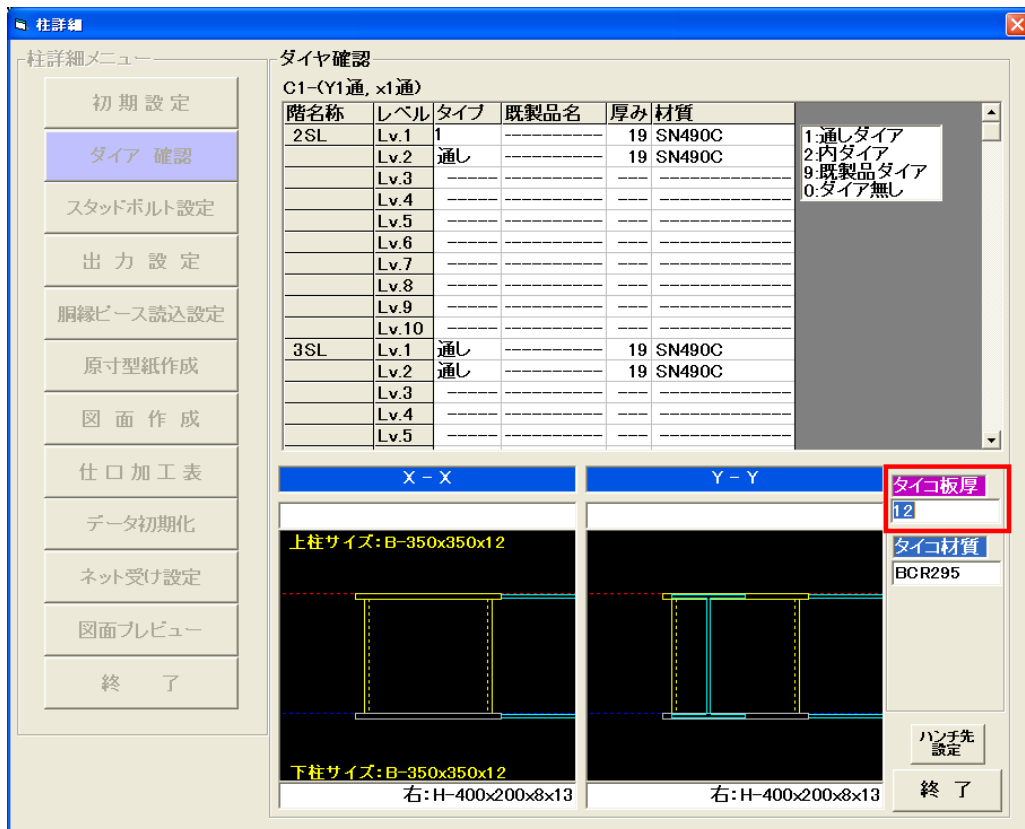 柱詳細
柱詳細メニュー
初 期 設 定
ダイア 確認
スタッドボルト設定
出 力 設 定
胴縁ピース読込設定
原寸型紙作成
図 面 作 成
仕 口 加 工 表
データ初期化
ネット受け設定
図面プレビュー
終 了
ダイヤ確認
C1-(Y1通, x1通)
階名称 レベル タイプ 既製品名 厚み 材質
2SL Lv.1 1 ---------- 19 SN490C
Lv.2 通し ---------- 19 SN490C
Lv.3 ----- ---------- --- -------------
Lv.4 ----- ---------- --- -------------
Lv.5 ----- ---------- --- -------------
Lv.6 ----- ---------- --- -------------
Lv.7 ----- ---------- --- -------------
Lv.8 ----- ---------- --- -------------
Lv.9 ----- ---------- --- -------------
Lv.10 ----- ---------- --- -------------
3SL Lv.1 通し ---------- 19 SN490C
Lv.2 通し ---------- 19 SN490C
Lv.3 ----- ---------- --- -------------
Lv.4 ----- ---------- --- -------------
Lv.5 ----- ---------- --- -------------
1:通しダイア
2:内ダイア
9:既製品ダイア
0:ダイア無し
X - X
上柱サイズ:B-350x350x12
下柱サイズ:B-350x350x12
右:H-400x200x8x13
Y - Y
右:H-400x200x8x13
タイコ板厚
12
タイコ材質
BCR295
ハンチ先
設定
終 了